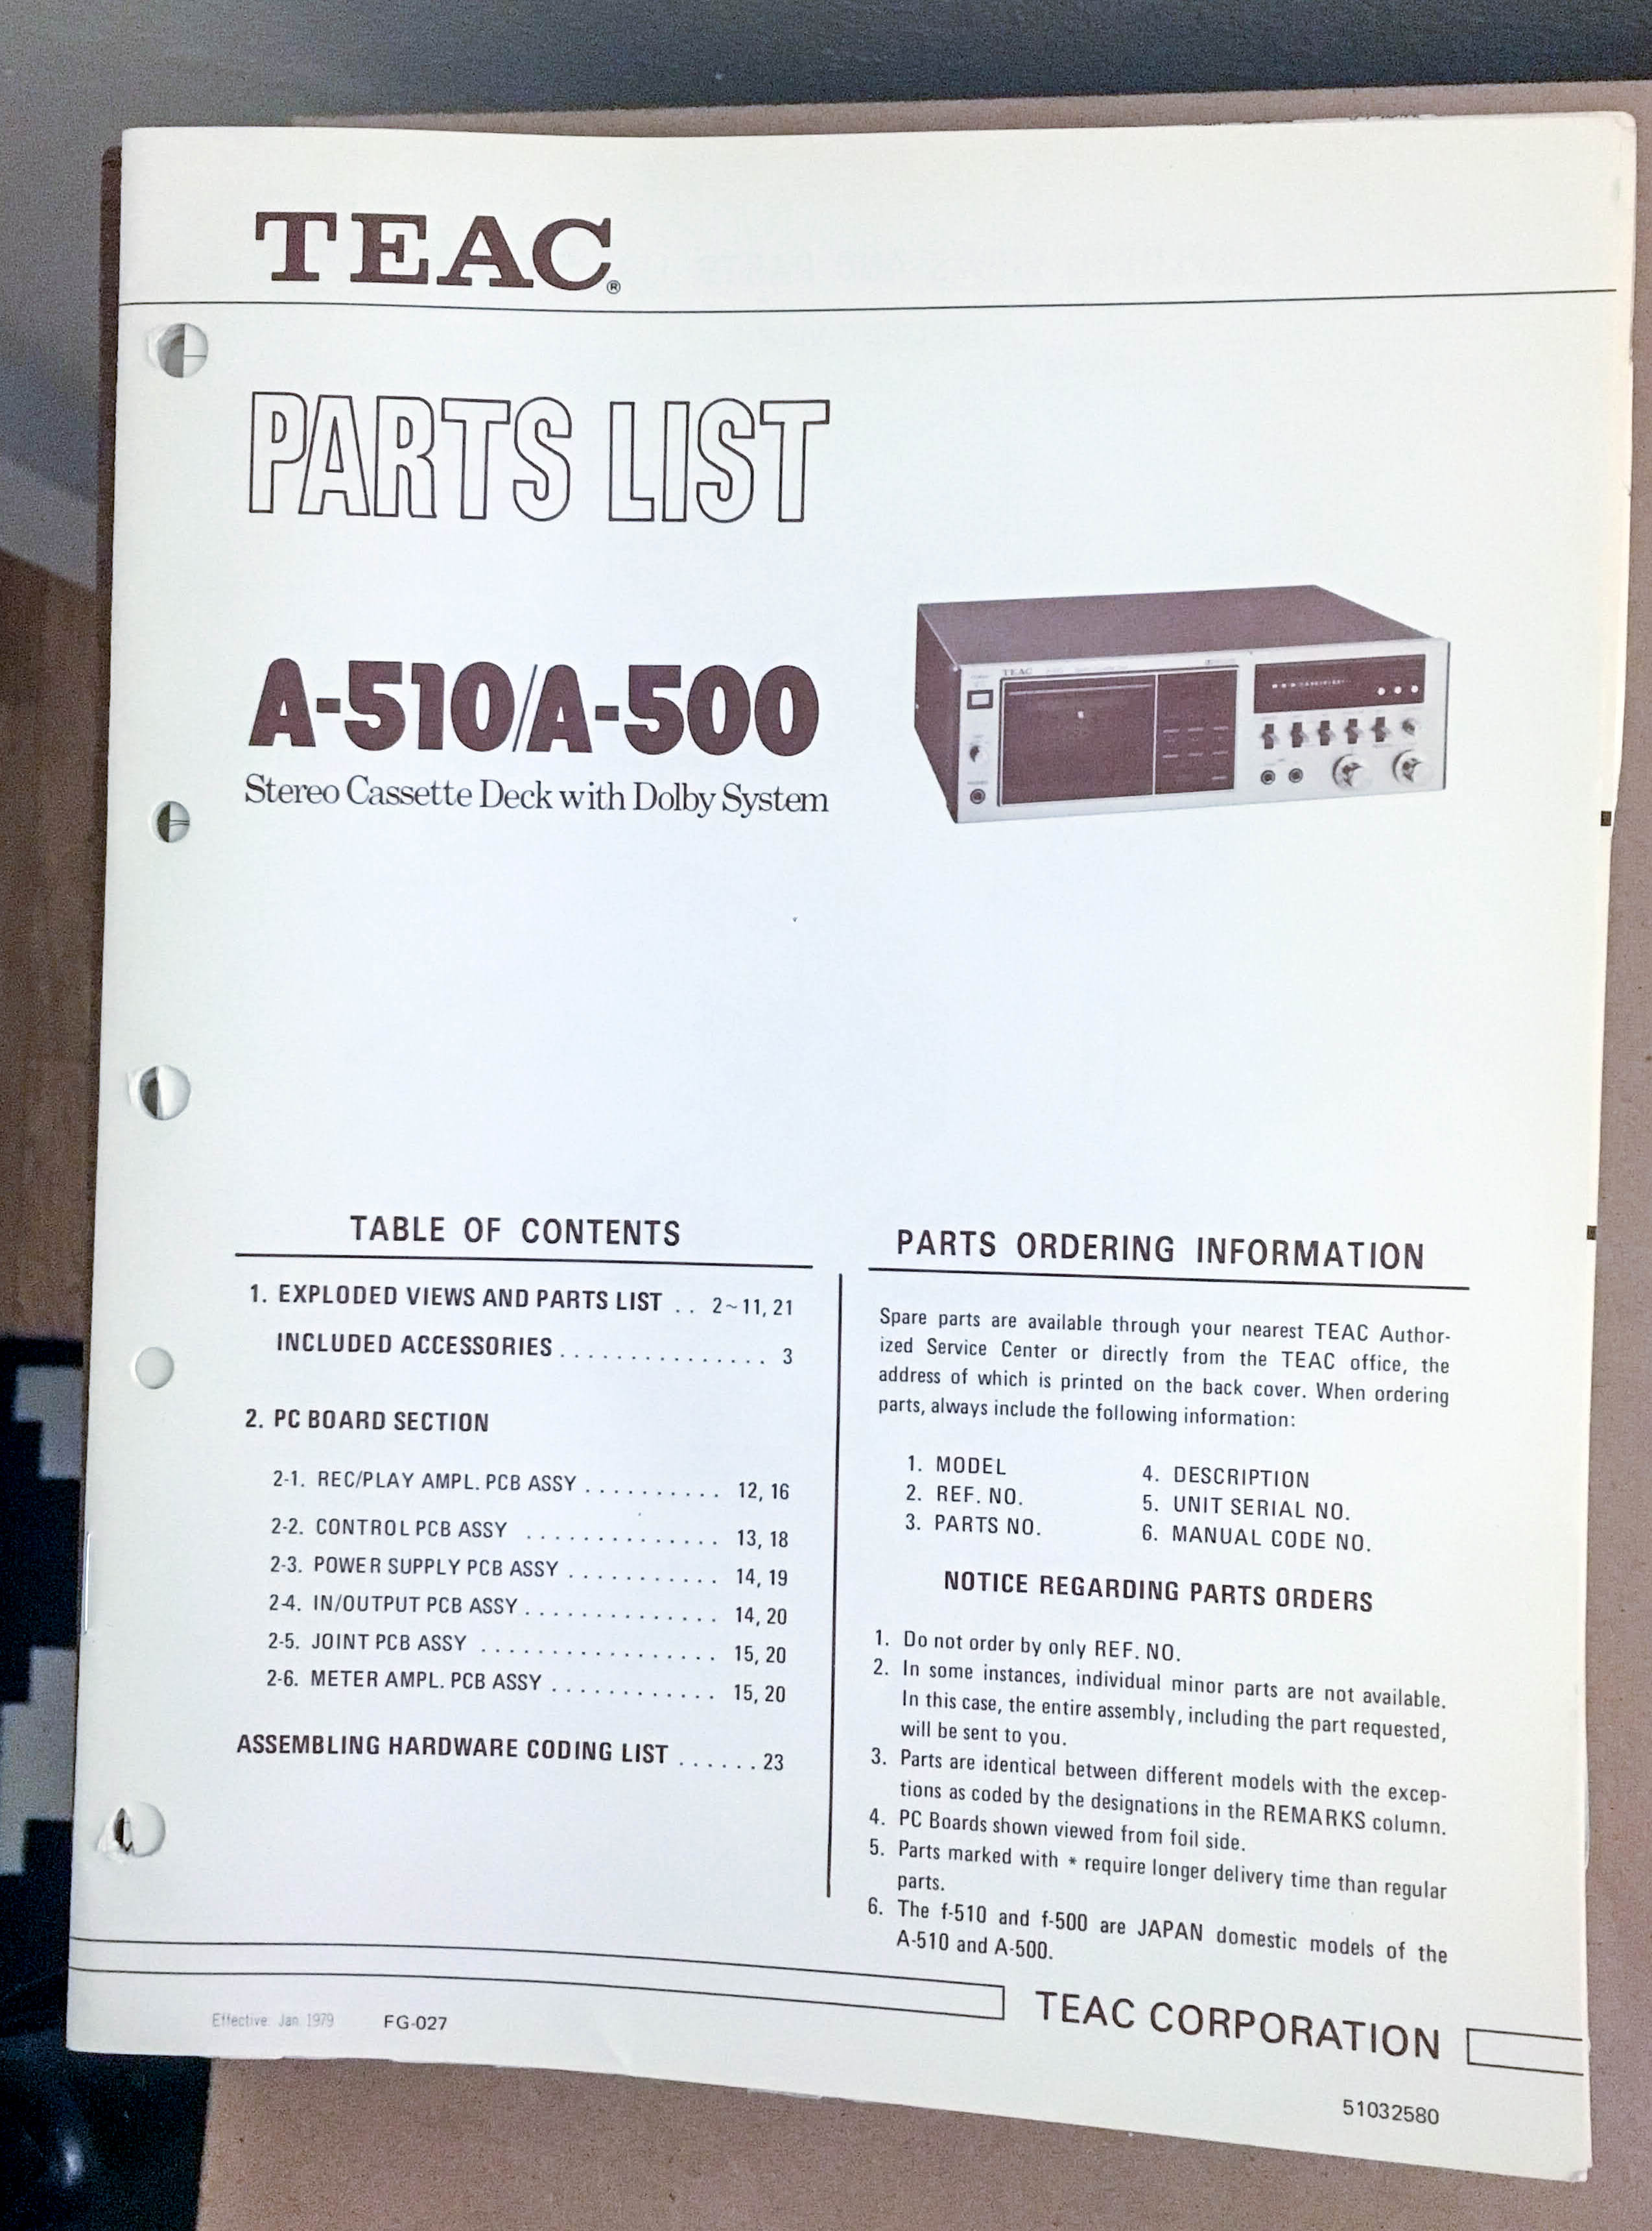 TEAC®
PARTS LIST
A-510/A-500
Stereo Cassette Deck with Dolby System
TEAC
TABLE OF CONTENTS
1. EXPLODED VIEWS AND PARTS LIST . . 2~11, 21
INCLUDED ACCESSORIES . . . . . . . . . . . . . . . 3
2. PC BOARD SECTION
2-1. REC/PLAY AMPL. PCB ASSY . . . . . . . . . . 12, 16
2-2. CONTROL PCB ASSY . . . . . . . . . . . . . . 13, 18
2-3. POWER SUPPLY PCB ASSY . . . . . . . . . . . 14, 19
2-4. IN/OUTPUT PCB ASSY . . . . . . . . . . . . . . 14, 20
2-5. JOINT PCB ASSY . . . . . . . . . . . . . . . . . 15, 20
2-6. METER AMPL. PCB ASSY . . . . . . . . . . . . 15, 20
ASSEMBLING HARDWARE CODING LIST . . . . . . 23
PARTS ORDERING INFORMATION
Spare parts are available through your nearest TEAC Author-
ized Service Center or directly from the TEAC office, the
address of which is printed on the back cover. When ordering
parts, always include the following information:
1. MODEL
2. REF. NO.
3. PARTS NO.
4. DESCRIPTION
5. UNIT SERIAL NO.
6. MANUAL CODE NO.
NOTICE REGARDING PARTS ORDERS
1. Do not order by only REF. NO.
2. In some instances, individual minor parts are not available.
In this case, the entire assembly, including the part requested,
will be sent to you.
3. Parts are identical between different models with the excep-
tions as coded by the designations in the REMARKS column.
4. PC Boards shown viewed from foil side.
5. Parts marked with * require longer delivery time than regular
parts.
6. The f-510 and f-500 are JAPAN domestic models of the
A-510 and A-500.
Effective: Jan. 1979 FG-027
TEAC CORPORATION
51032580